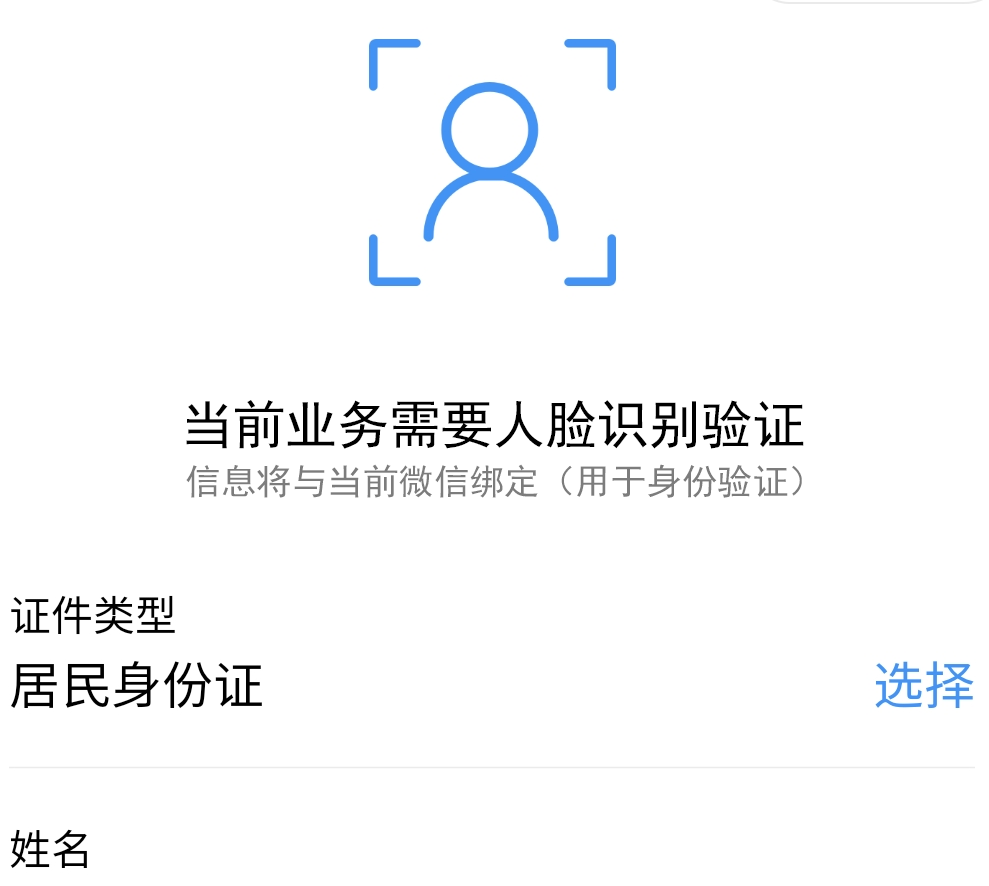 当前业务需要人脸识别验证
信息将与当前微信绑定（用于身份验证）
证件类型
居民身份证
选择
姓名